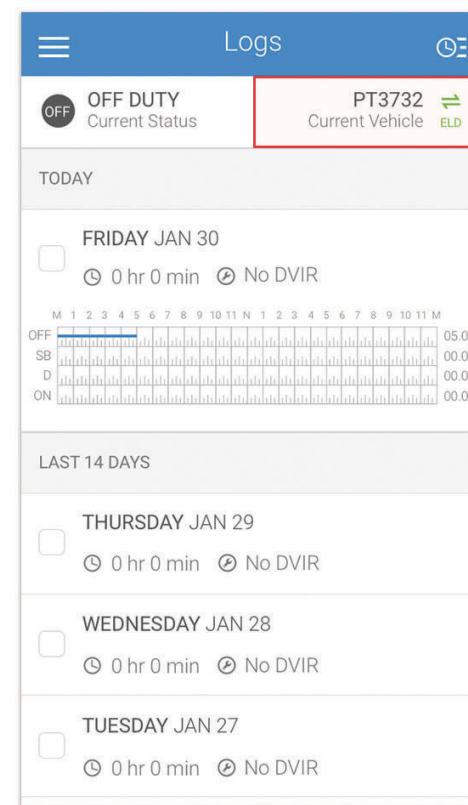 Logs
OFF OFF DUTY PT3732
Current Status Current Vehicle ELD
TODAY
FRIDAY JAN 30
0 hr 0 min No DVIR
M 1 2 3 4 5 6 7 8 9 10 11 N 1 2 3 4 5 6 7 8 9 10 11 M
OFF 05.0
SB 00.0
D 00.0
ON 00.0
LAST 14 DAYS
THURSDAY JAN 29
0 hr 0 min No DVIR
WEDNESDAY JAN 28
0 hr 0 min No DVIR
TUESDAY JAN 27
0 hr 0 min No DVIR